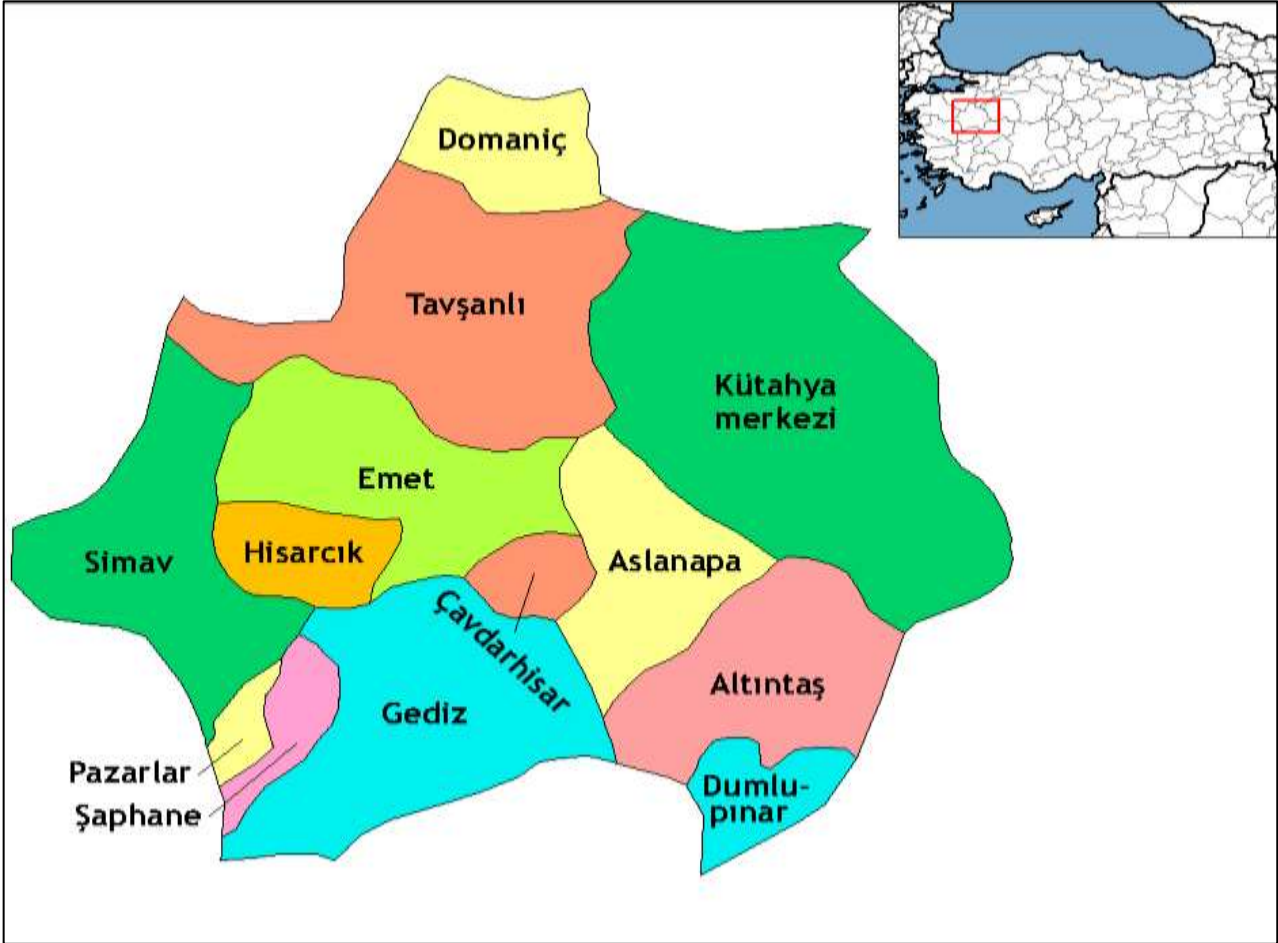 Domaniç
Tavşanlı
Kütahya
merkezi
Emet
Simav
Hisarcık
Aslanapa
Çavdarhisar
Altıntaş
Gediz
Pazarlar
Şaphane
Dumlu-
pınar